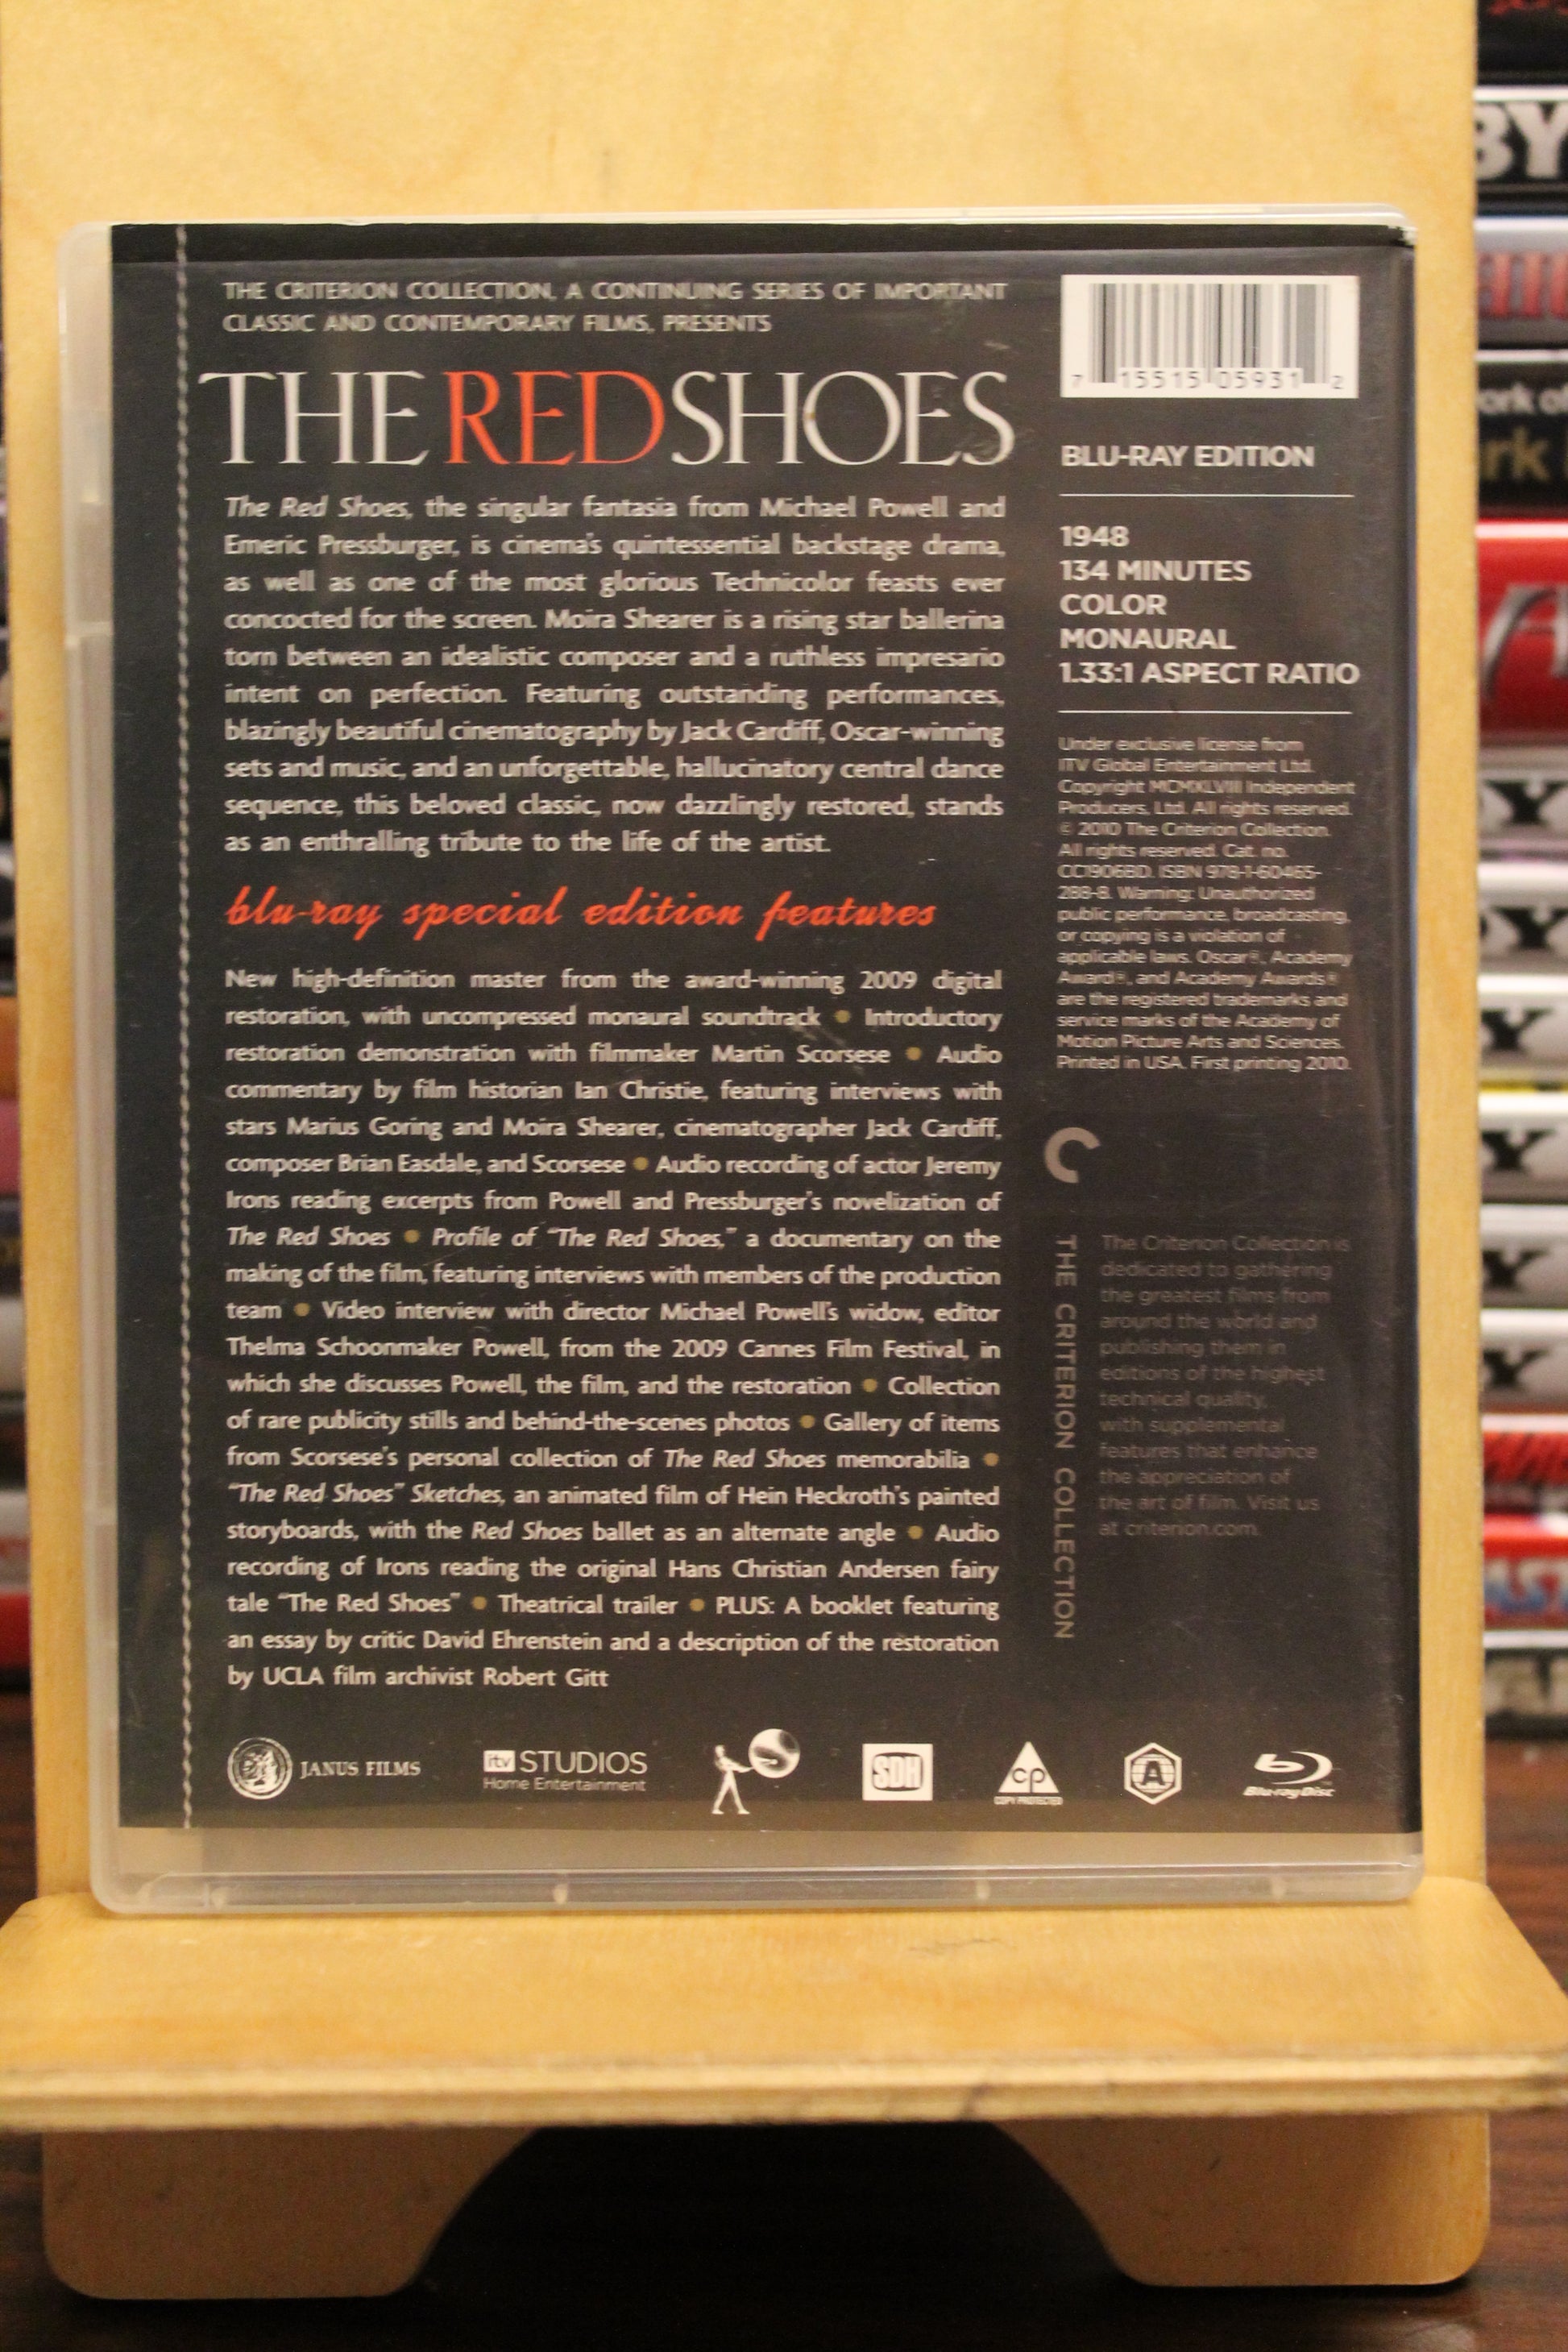 THE CRITERION COLLECTION, A CONTINUING SERIES OF IMPORTANT
CLASSIC AND CONTEMPORARY FILMS, PRESENTS
THE RED SHOES
The Red Shoes, the singular fantasia from Michael Powell and
Emeric Pressburger, is cinema's quintessential backstage drama,
as well as one of the most glorious Technicolor feasts ever
concocted for the screen. Moira Shearer is a rising star ballerina
torn between an idealistic composer and a ruthless impresario
intent on perfection. Featuring outstanding performances,
blazingly beautiful cinematography by Jack Cardiff, Oscar-winning
sets and music, and an unforgettable, hallucinatory central dance
sequence, this beloved classic, now dazzlingly restored, stands
as an enthralling tribute to the life of the artist.
blu-ray special edition features
New high-definition master from the award-winning 2009 digital
restoration, with uncompressed monaural soundtrack • Introductory
restoration demonstration with filmmaker Martin Scorsese • Audio
commentary by film historian Ian Christie, featuring interviews with
stars Marius Goring and Moira Shearer, cinematographer Jack Cardiff,
composer Brian Easdale, and Scorsese • Audio recording of actor Jeremy
Irons reading excerpts from Powell and Pressburger's novelization of
The Red Shoes • Profile of "The Red Shoes," a documentary on the
making of the film, featuring interviews with members of the production
team • Video interview with director Michael Powell's widow, editor
Thelma Schoonmaker Powell, from the 2009 Cannes Film Festival, in
which she discusses Powell, the film, and the restoration • Collection
of rare publicity stills and behind-the-scenes photos • Gallery of items
from Scorsese's personal collection of The Red Shoes memorabilia •
"The Red Shoes" Sketches, an animated film of Hein Heckroth's painted
storyboards, with the Red Shoes ballet as an alternate angle • Audio
recording of Irons reading the original Hans Christian Andersen fairy
tale "The Red Shoes" • Theatrical trailer • PLUS: A booklet featuring
an essay by critic David Ehrenstein and a description of the restoration
by UCLA film archivist Robert Gitt
7 15515 05931 2
BLU-RAY EDITION
1948
134 MINUTES
COLOR
MONAURAL
1.33:1 ASPECT RATIO
Under exclusive license from
ITV Global Entertainment Ltd.
Copyright MCMXLVIII Independent
Producers, Ltd. All rights reserved.
© 2010 The Criterion Collection.
All rights reserved. Cat. no.
CC1906BD. ISBN 978-1-60465-
288-8. Warning: Unauthorized
public performance, broadcasting,
or copying is a violation of
applicable laws. Oscar®, Academy
Award®, and Academy Awards®
are the registered trademarks and
service marks of the Academy of
Motion Picture Arts and Sciences.
Printed in USA. First printing 2010.
THE CRITERION COLLECTION
The Criterion Collection is
dedicated to gathering
the greatest films from
around the world and
publishing them in
editions of the highest
technical quality,
with supplemental
features that enhance
the appreciation of
the art of film. Visit us
at criterion.com.
JANUS FILMS
itv STUDIOS
Home Entertainment
SDH
cp
COPY PROTECTED
A
Blu-ray Disc